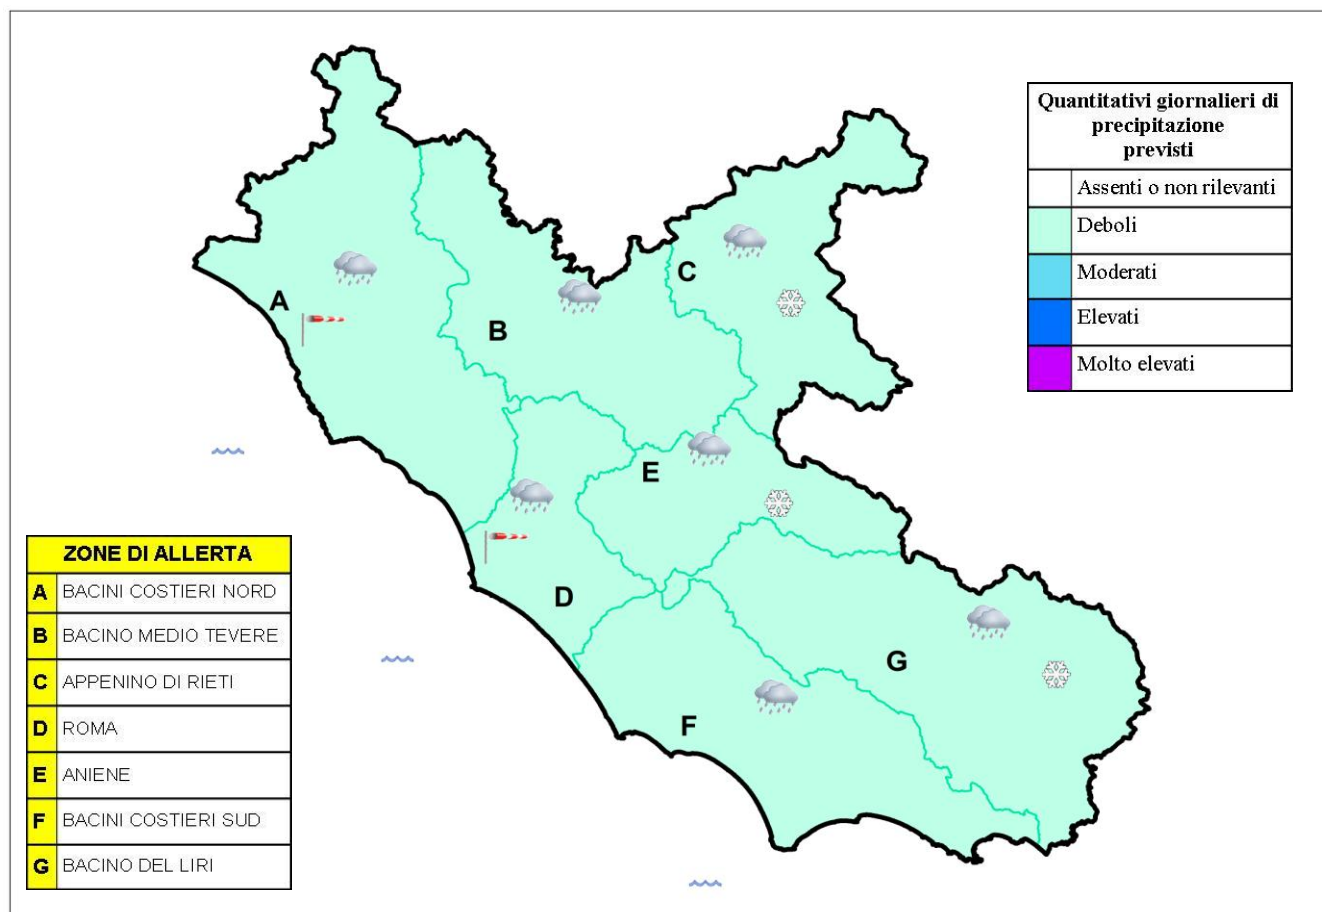 Quantitativi giornalieri di
precipitazione
previsti
Assenti o non rilevanti
Deboli
Moderati
Elevati
Molto elevati
A
B
C
E
D
G
F
ZONE DI ALLERTA
A BACINI COSTIERI NORD
B BACINO MEDIO TEVERE
C APPENINO DI RIETI
D ROMA
E ANIENE
F BACINI COSTIERI SUD
G BACINO DEL LIRI